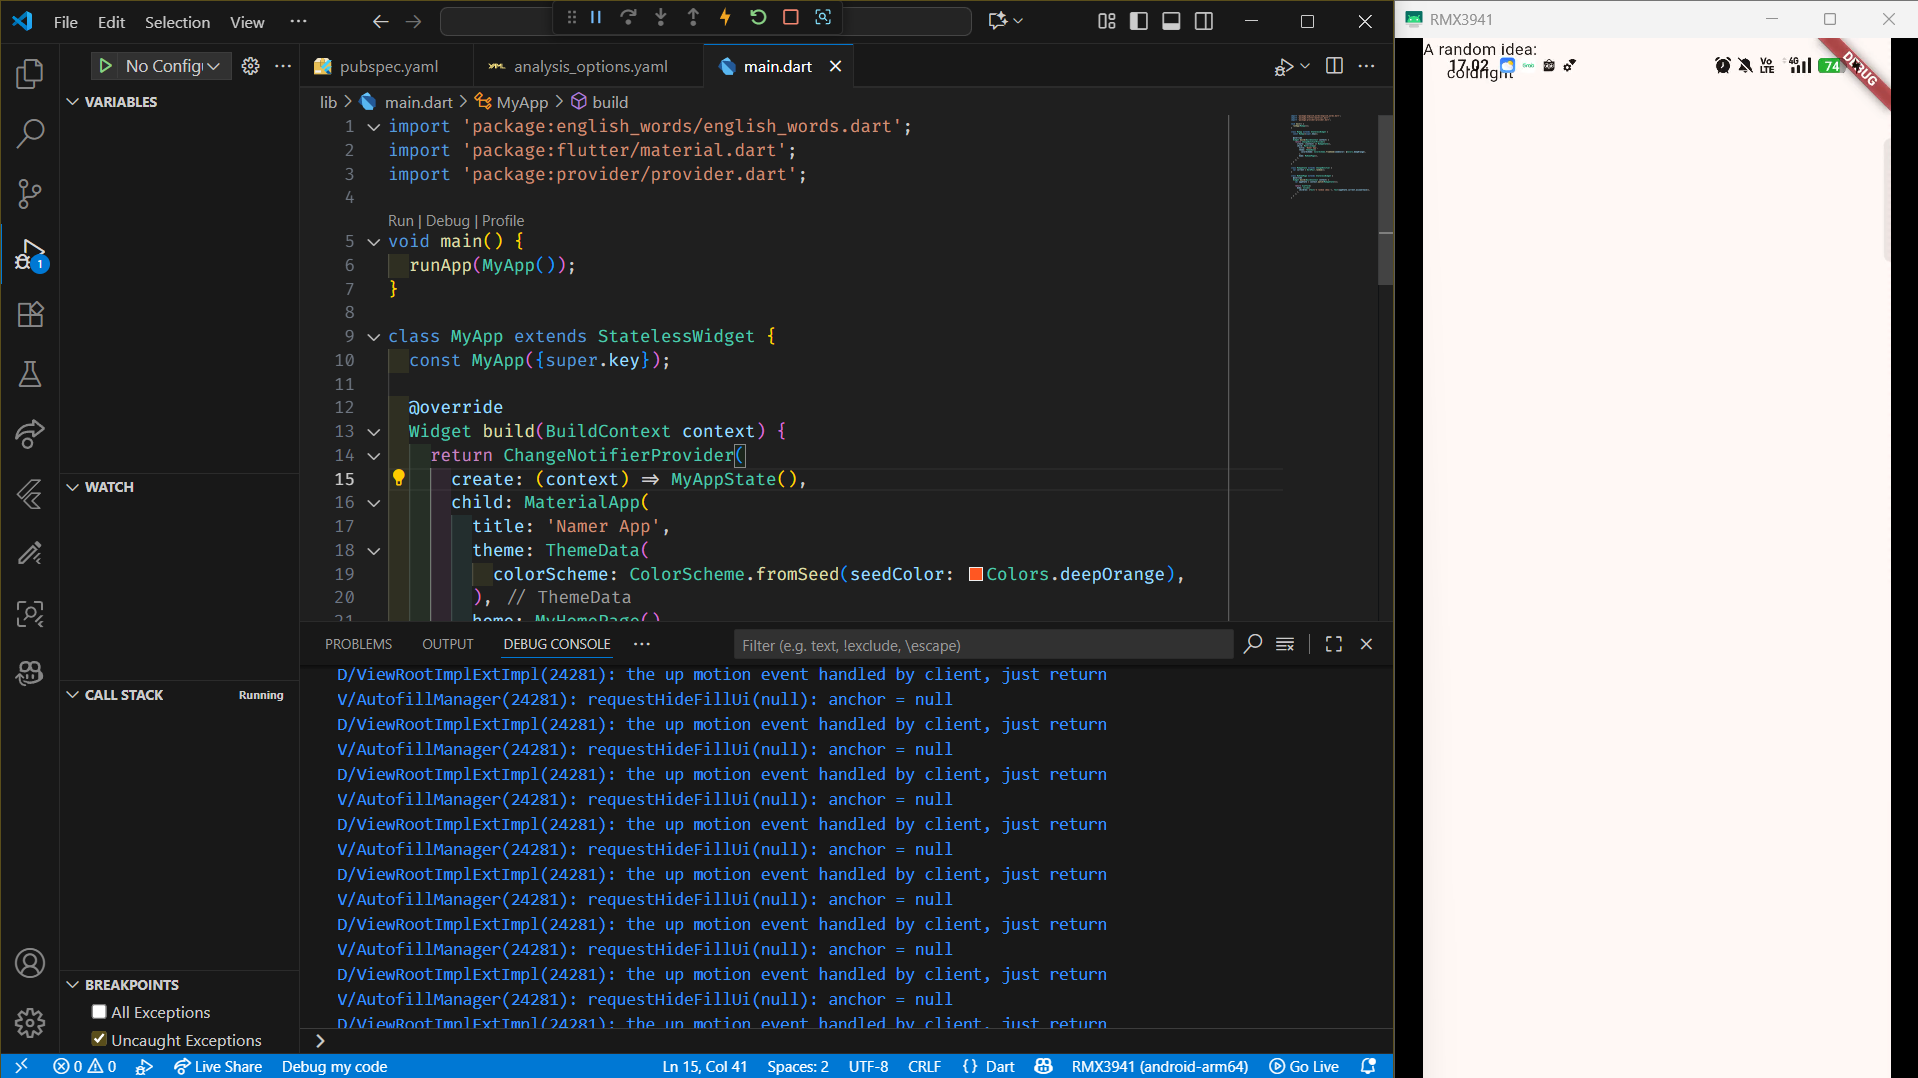 File Edit Selection View ···
No Config
VARIABLES
WATCH
CALL STACK
Running
BREAKPOINTS
All Exceptions
Uncaught Exceptions
pubspec.yaml
analysis_options.yaml
main.dart
lib > main.dart > MyApp > build
1 import 'package:english_words/english_words.dart';
2 import 'package:flutter/material.dart';
3 import 'package:provider/provider.dart';
4
Run | Debug | Profile
5 void main() {
6 runApp(MyApp());
7 }
8
9 class MyApp extends StatelessWidget {
10 const MyApp({super.key});
11
12 @override
13 Widget build(BuildContext context) {
14 return ChangeNotifierProvider(
15 create: (context) => MyAppState(),
16 child: MaterialApp(
17 title: 'Namer App',
18 theme: ThemeData(
19 colorScheme: ColorScheme.fromSeed(seedColor: Colors.deepOrange),
20 ), // ThemeData
21 home: MyHomePage()
PROBLEMS OUTPUT DEBUG CONSOLE ···
Filter (e.g. text, !exclude, \escape)
D/ViewRootImplExtImpl(24281): the up motion event handled by client, just return
V/AutofillManager(24281): requestHideFillUi(null): anchor = null
D/ViewRootImplExtImpl(24281): the up motion event handled by client, just return
V/AutofillManager(24281): requestHideFillUi(null): anchor = null
D/ViewRootImplExtImpl(24281): the up motion event handled by client, just return
V/AutofillManager(24281): requestHideFillUi(null): anchor = null
D/ViewRootImplExtImpl(24281): the up motion event handled by client, just return
V/AutofillManager(24281): requestHideFillUi(null): anchor = null
D/ViewRootImplExtImpl(24281): the up motion event handled by client, just return
V/AutofillManager(24281): requestHideFillUi(null): anchor = null
D/ViewRootImplExtImpl(24281): the up motion event handled by client, just return
V/AutofillManager(24281): requestHideFillUi(null): anchor = null
D/ViewRootImplExtImpl(24281): the up motion event handled by client, just return
V/AutofillManager(24281): requestHideFillUi(null): anchor = null
D/ViewRootImplExtImpl(24281): the up motion event handled by client, just return
1
0 0 Live Share Debug my code Ln 15, Col 41 Spaces: 2 UTF-8 CRLF {} Dart RMX3941 (android-arm64) Go Live
RMX3941
A random idea:
17.02
coldright
Vo LTE 4G 74
DEBUG